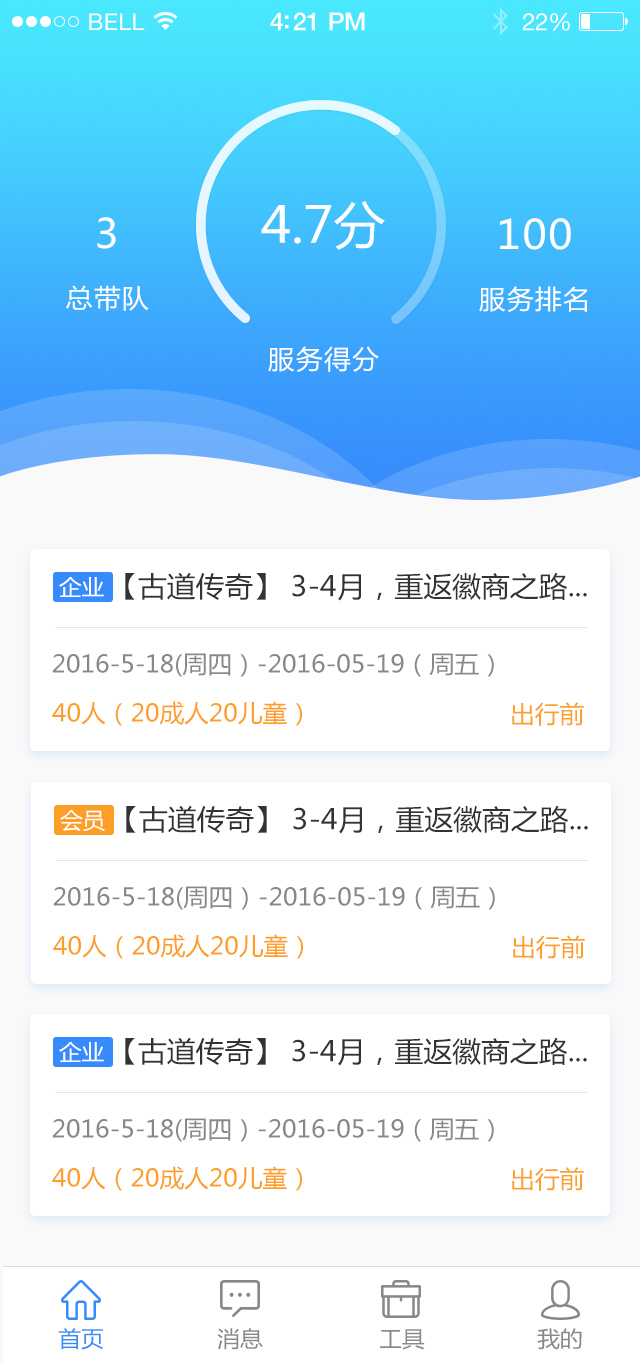 BELL 4:21 PM 22%
4.7分
3 100
总带队 服务排名
服务得分
企业【古道传奇】 3-4月，重返徽商之路...
2016-5-18(周四）-2016-05-19（周五）
40人（20成人20儿童） 出行前
会员【古道传奇】 3-4月，重返徽商之路...
2016-5-18(周四）-2016-05-19（周五）
40人（20成人20儿童） 出行前
企业【古道传奇】 3-4月，重返徽商之路...
2016-5-18(周四）-2016-05-19（周五）
40人（20成人20儿童） 出行前
首页 消息 工具 我的